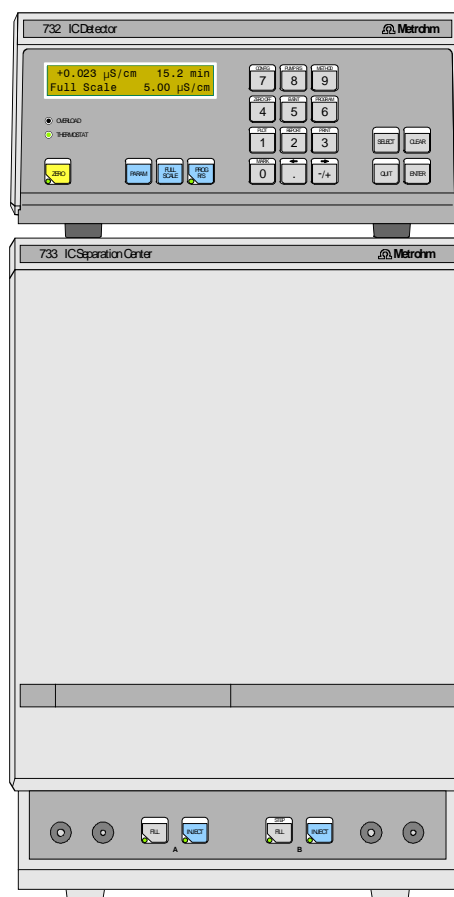 732 IC Detector
Metrohm
+0.023 µS/cm 15.2 min
Full Scale 5.00 µS/cm
OVERLOAD
THERMOSTAT
CONFIG. PUMP R/S METHOD
7 8 9
ZERO OFF EVENT PROGRAM
4 5 6
PLOT REPORT PRINT
1 2 3
SELECT CLEAR
MARK
0 . -/+
ZERO
PARAM
FULL
SCALE
PROG
R/S
QUIT ENTER
733 IC Separation Center
Metrohm
STEP
FILL INJECT FILL INJECT
A B